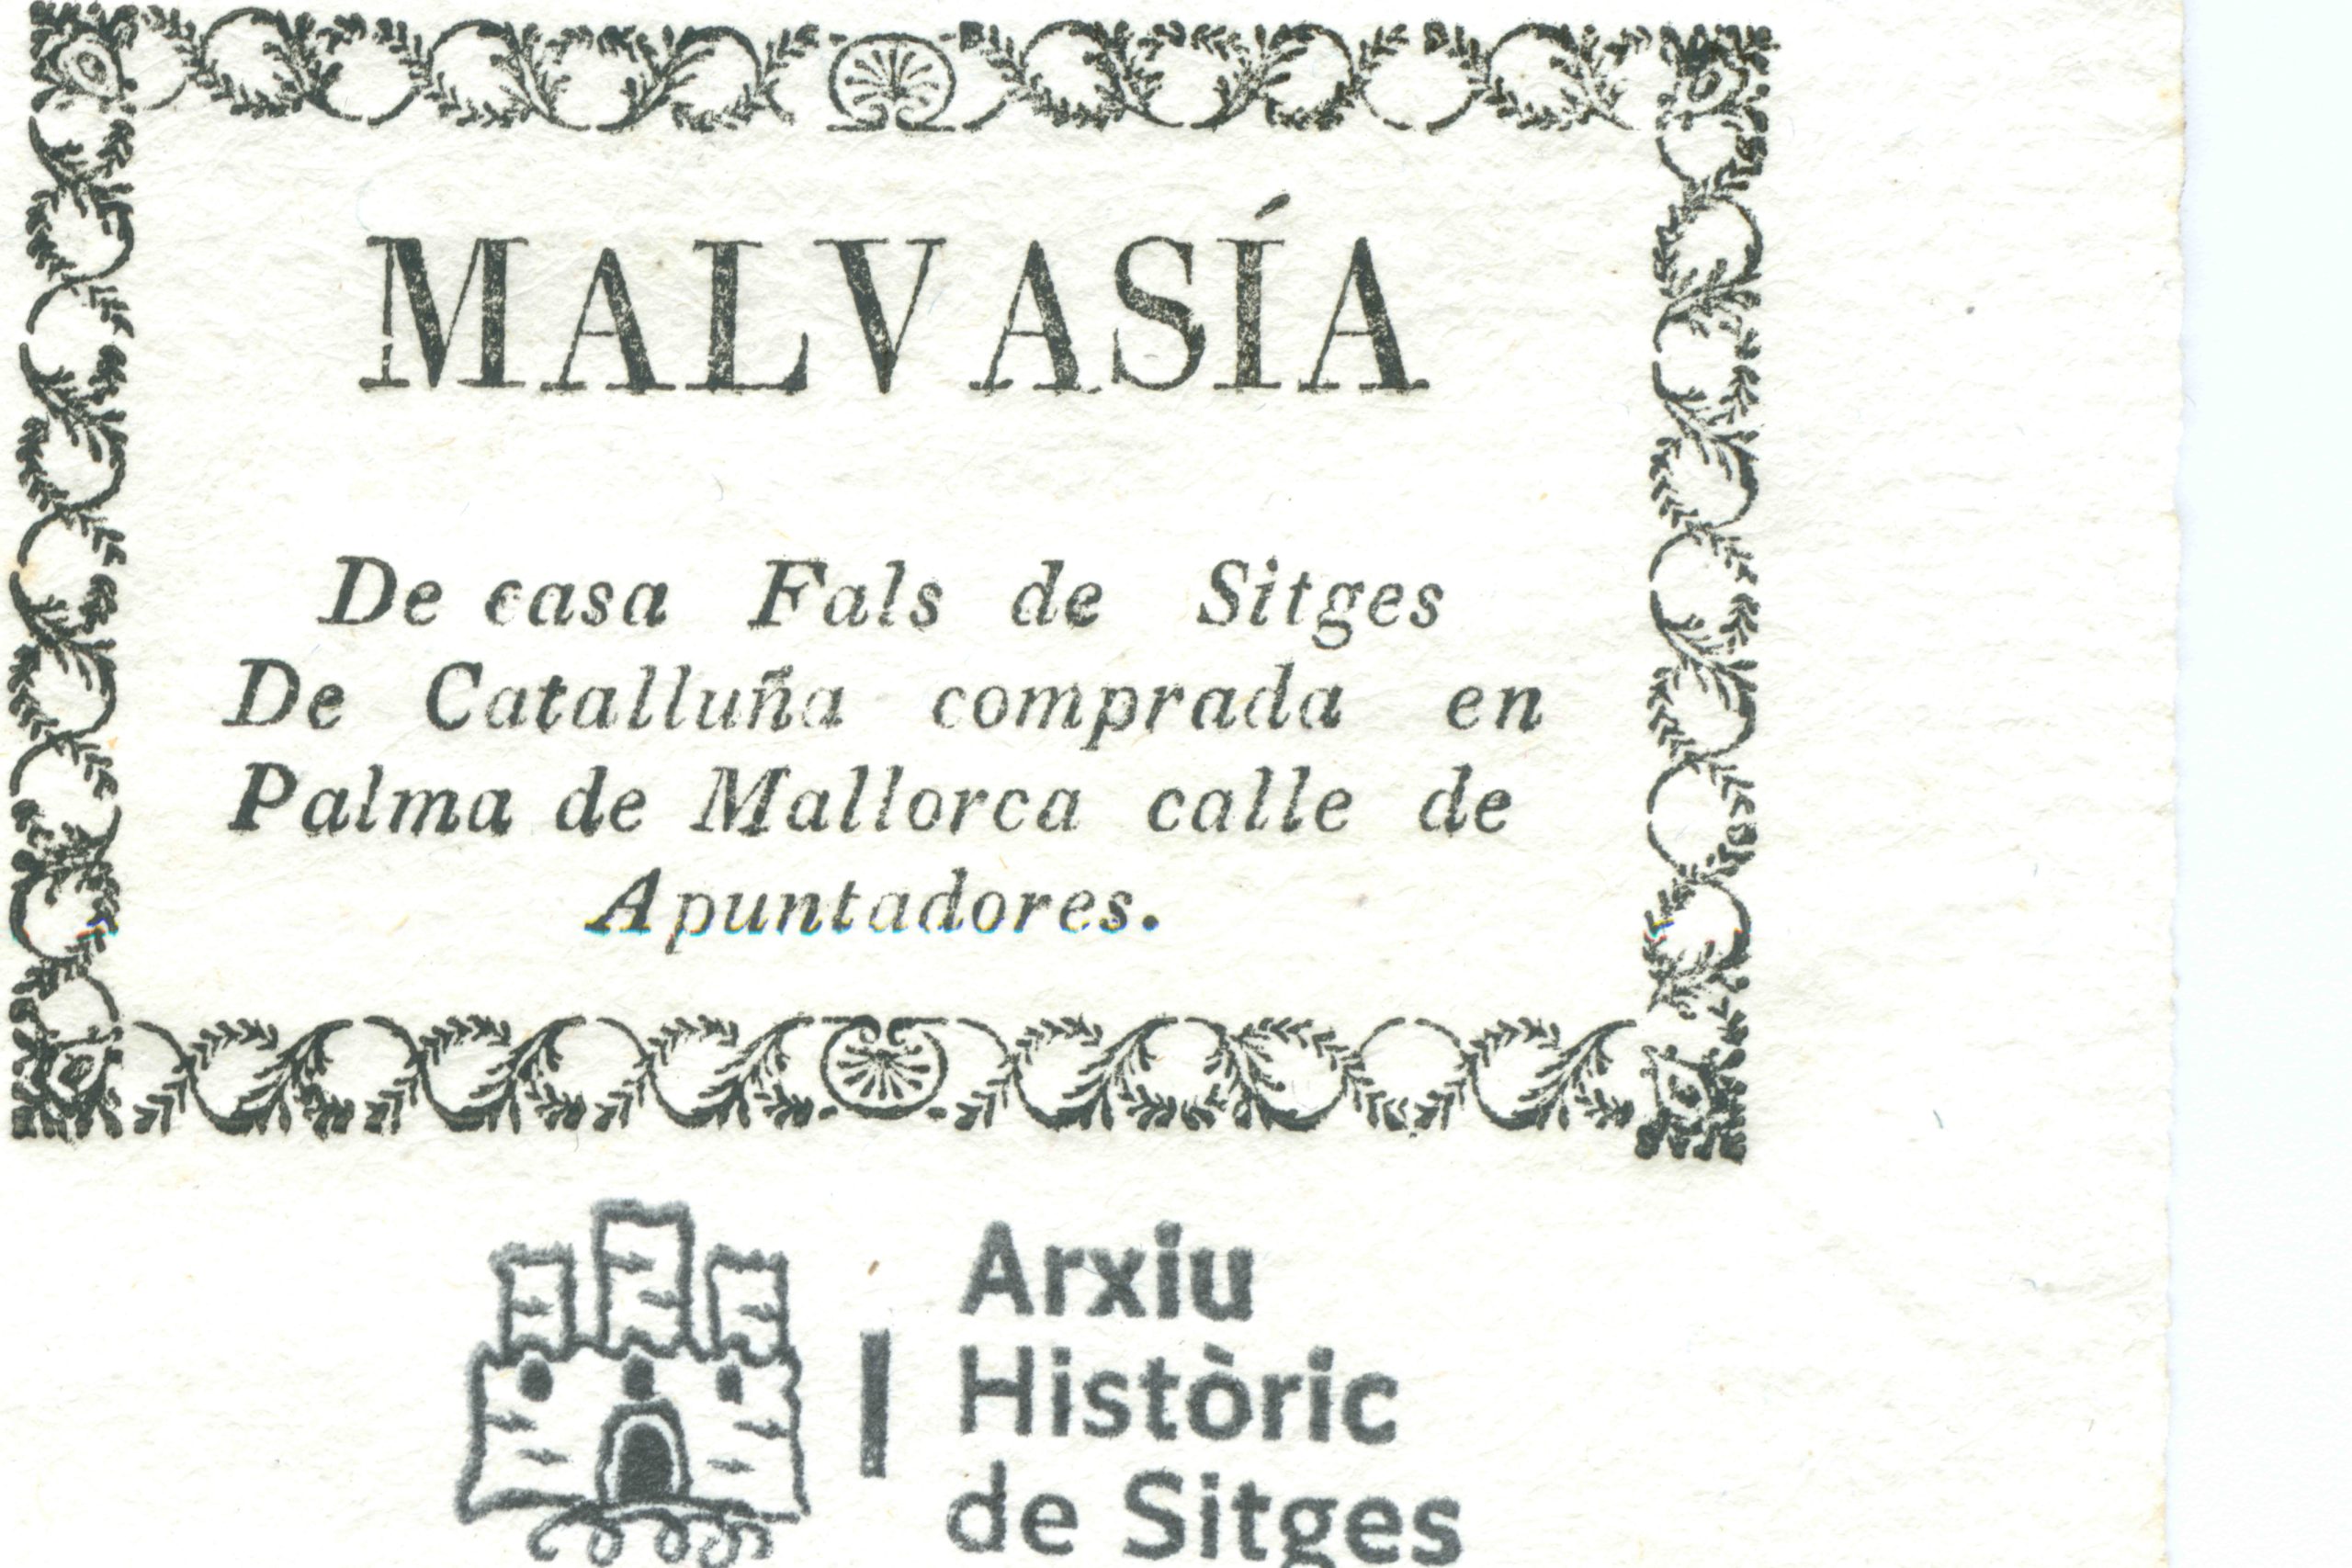 MALVASÍA
De casa Fals de Sitges
De Catalluña comprada en
Palma de Mallorca calle de
Apuntadores.
Arxiu
Històric
de Sitges